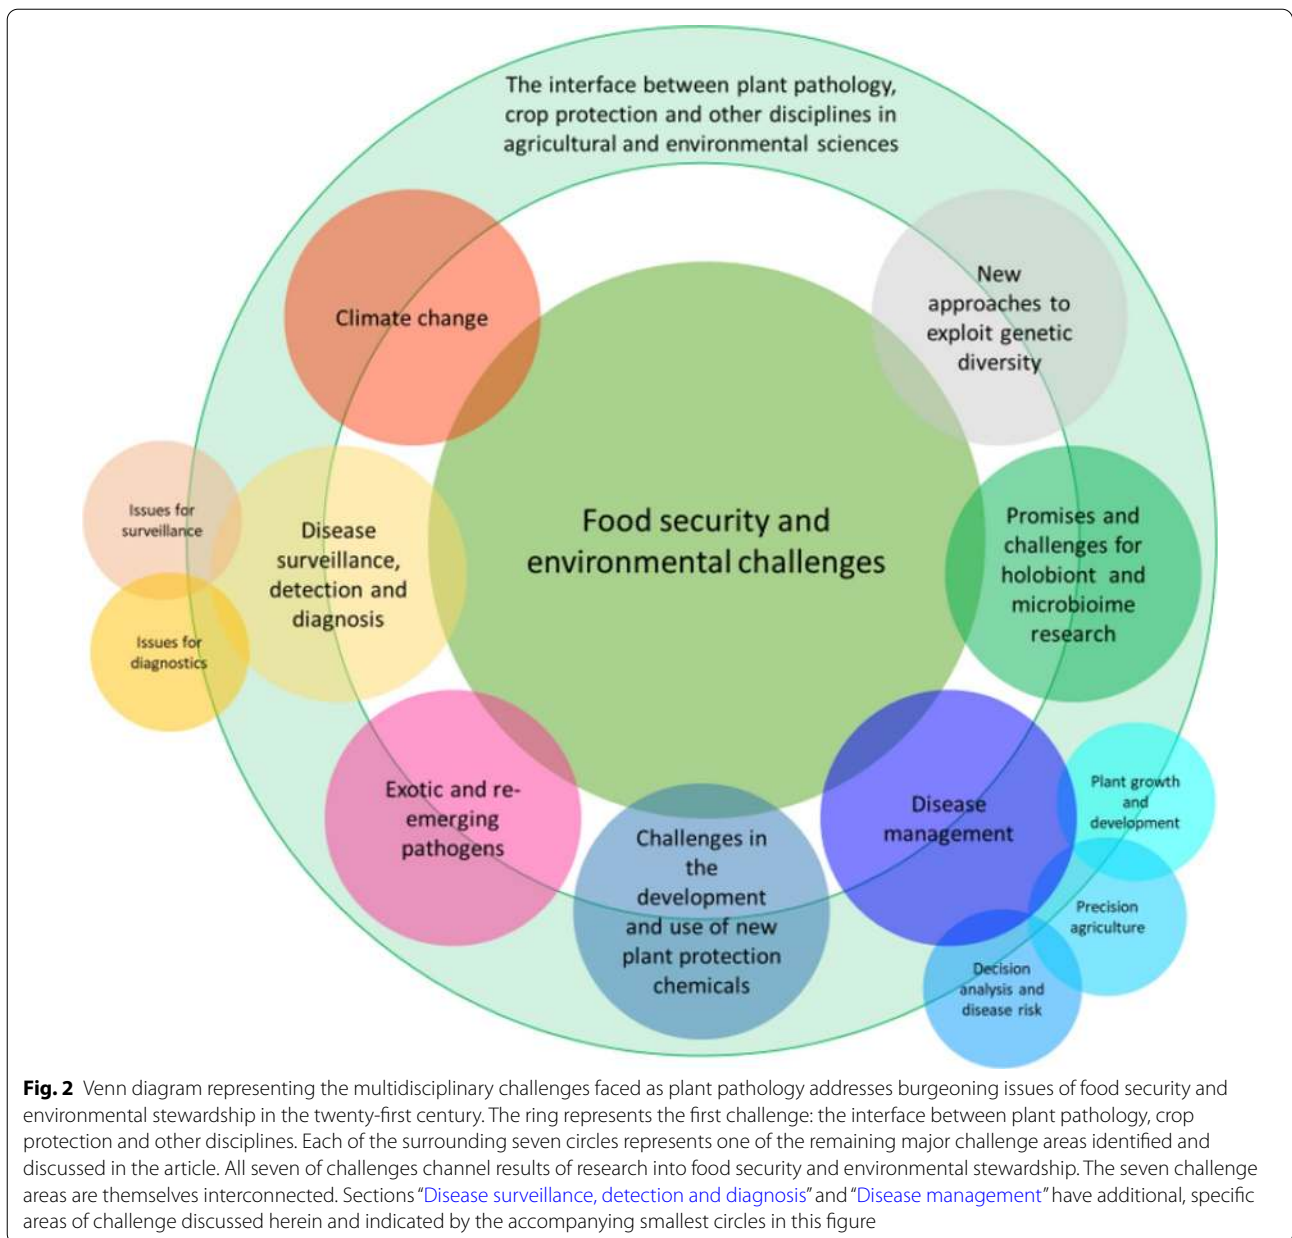 The interface between plant pathology,
crop protection and other disciplines in
agricultural and environmental sciences
Climate change
New
approaches to
exploit genetic
diversity
Issues for
surveillance
Disease
surveillance,
detection and
diagnosis
Issues for
diagnostics
Food security and
environmental challenges
Promises and
challenges for
holobiont and
microbioime
research
Exotic and re-
emerging
pathogens
Challenges in
the
development
and use of new
plant protection
chemicals
Disease
management
Plant growth
and
development
Precision
agriculture
Decision
analysis and
disease risk
Fig. 2 Venn diagram representing the multidisciplinary challenges faced as plant pathology addresses burgeoning issues of food security and
environmental stewardship in the twenty-first century. The ring represents the first challenge: the interface between plant pathology, crop
protection and other disciplines. Each of the surrounding seven circles represents one of the remaining major challenge areas identified and
discussed in the article. All seven of challenges channel results of research into food security and environmental stewardship. The seven challenge
areas are themselves interconnected. Sections “Disease surveillance, detection and diagnosis” and “Disease management” have additional, specific
areas of challenge discussed herein and indicated by the accompanying smallest circles in this figure